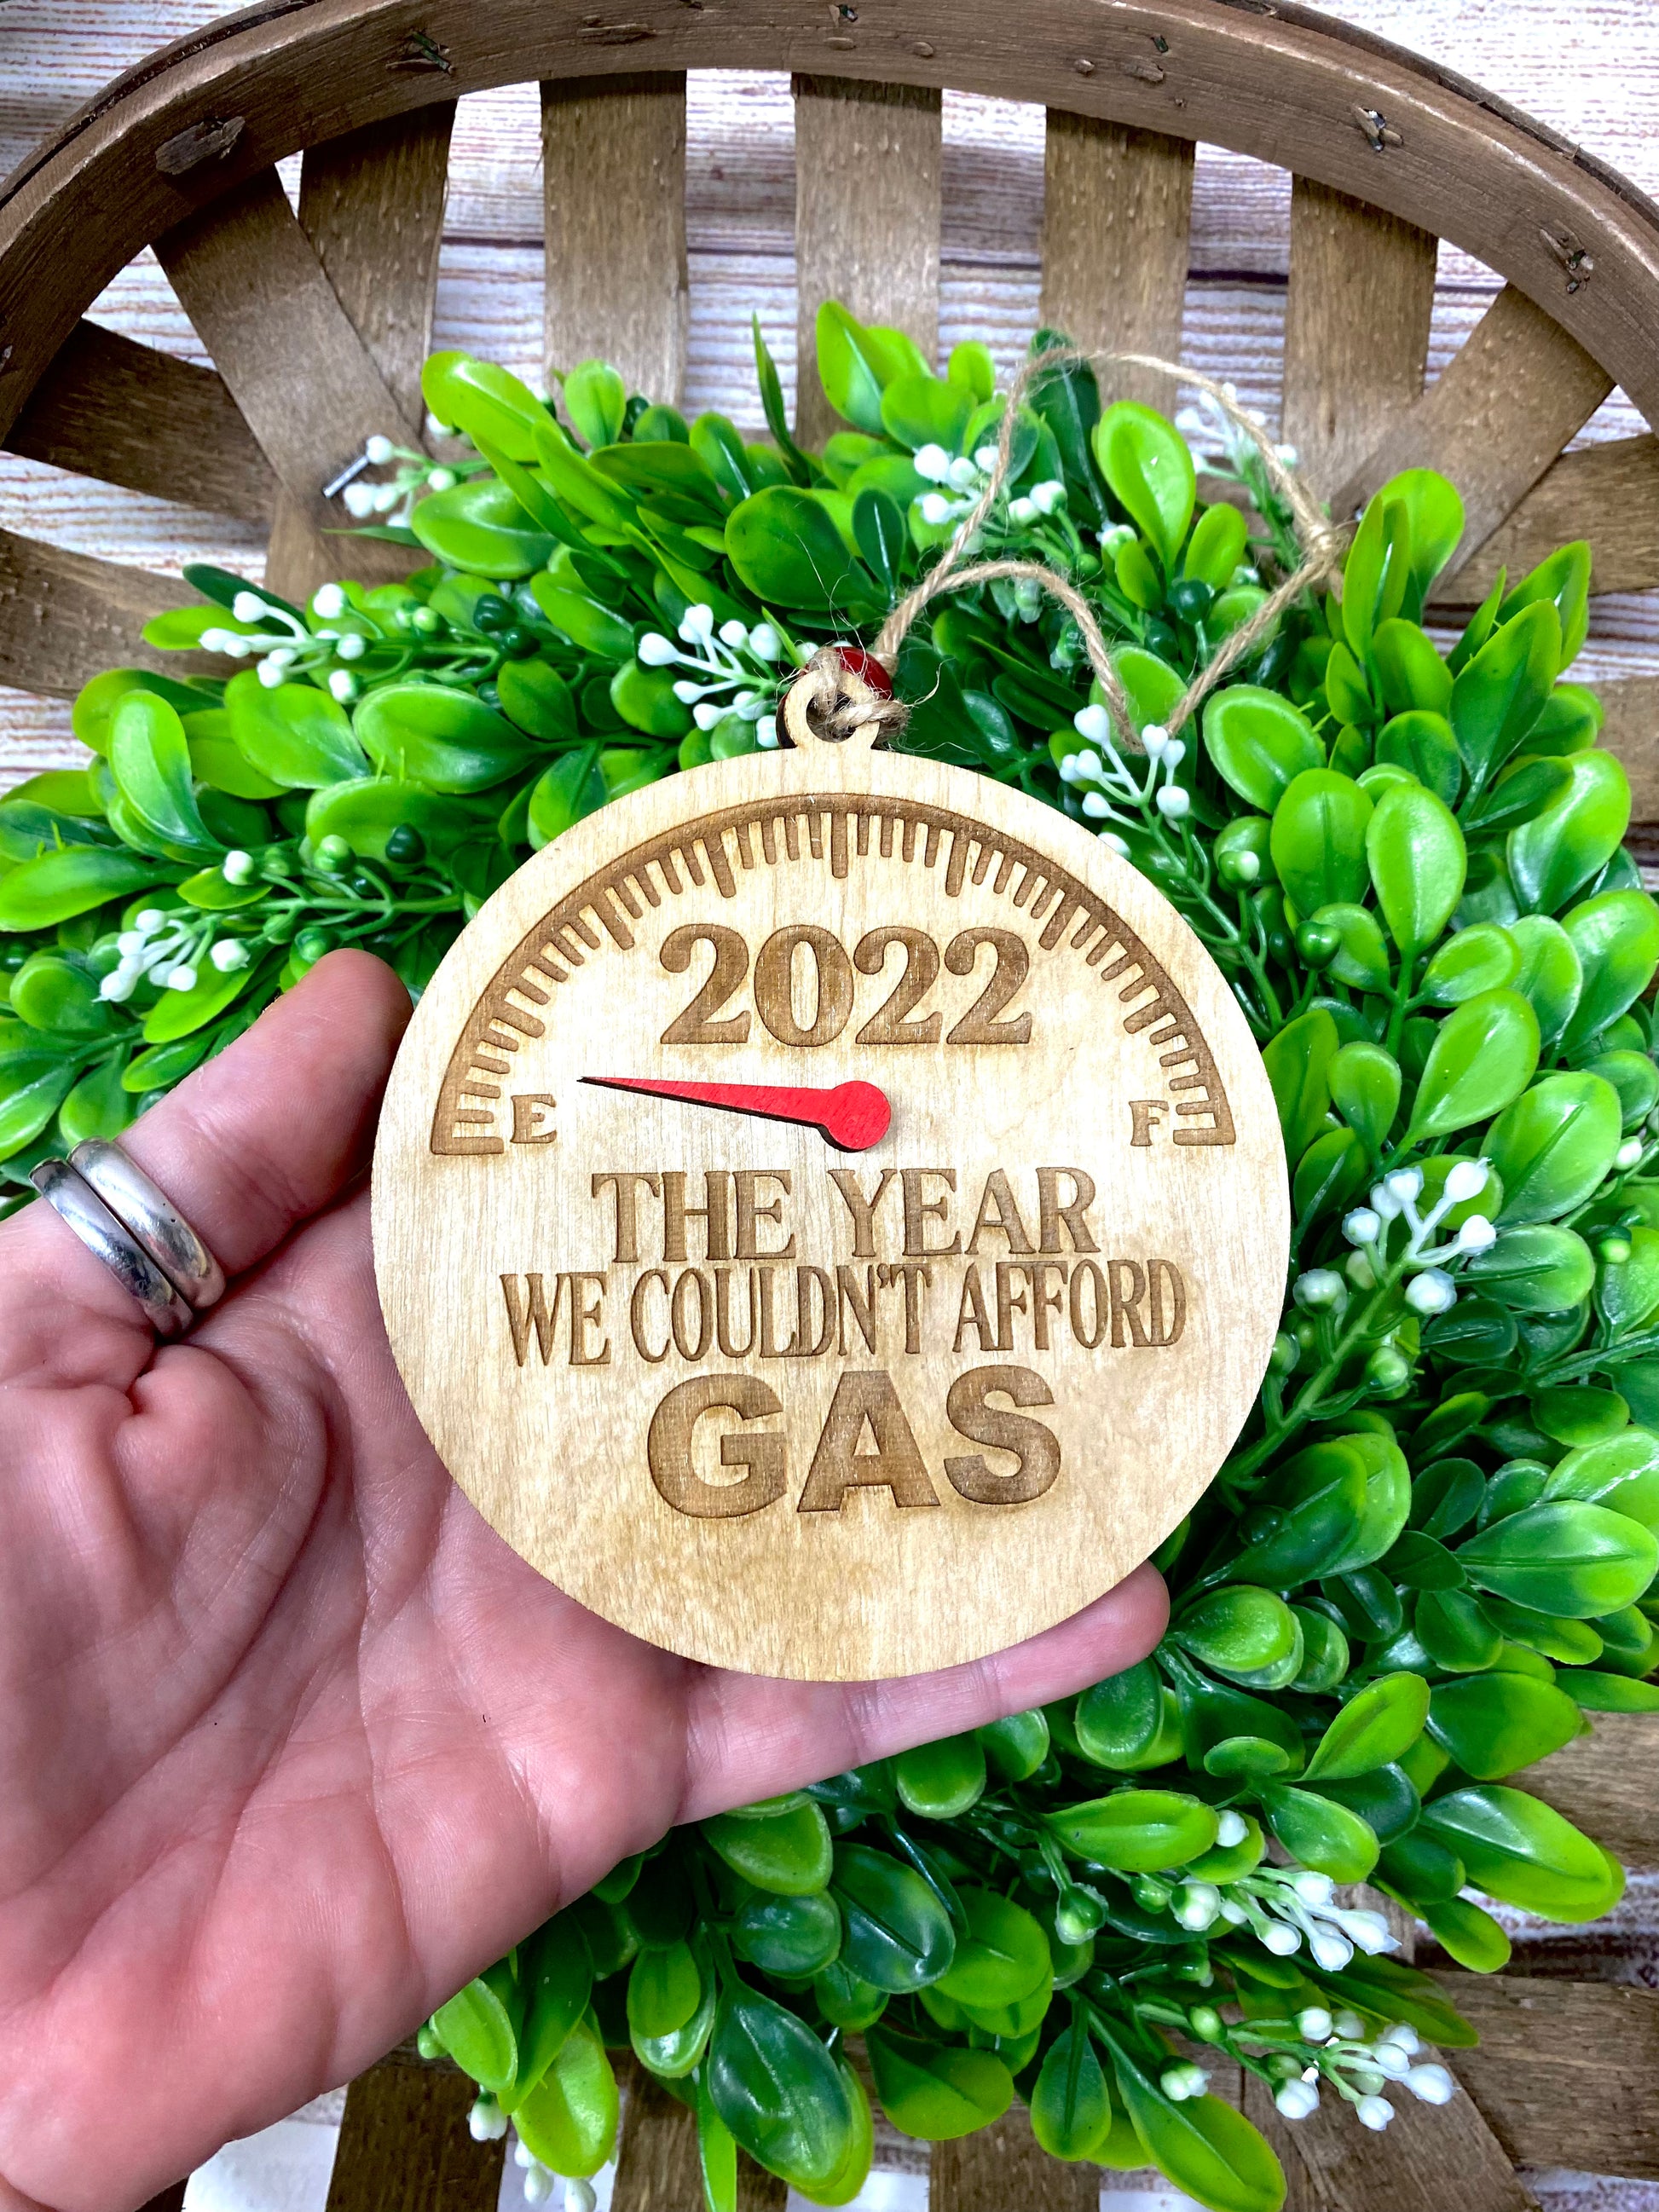 2022
E F
THE YEAR
WE COULDN'T AFFORD
GAS